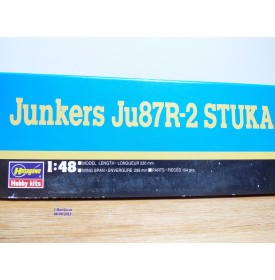 Junkers Ju87R-2 STUKA
Hasegawa
Hobby kits
1:48
■MODEL LENGTH·LONGUEUR 230 mm
■WING SPAN·ENVERGURE 288 mm ■PARTS·PIECES 104 pcs.